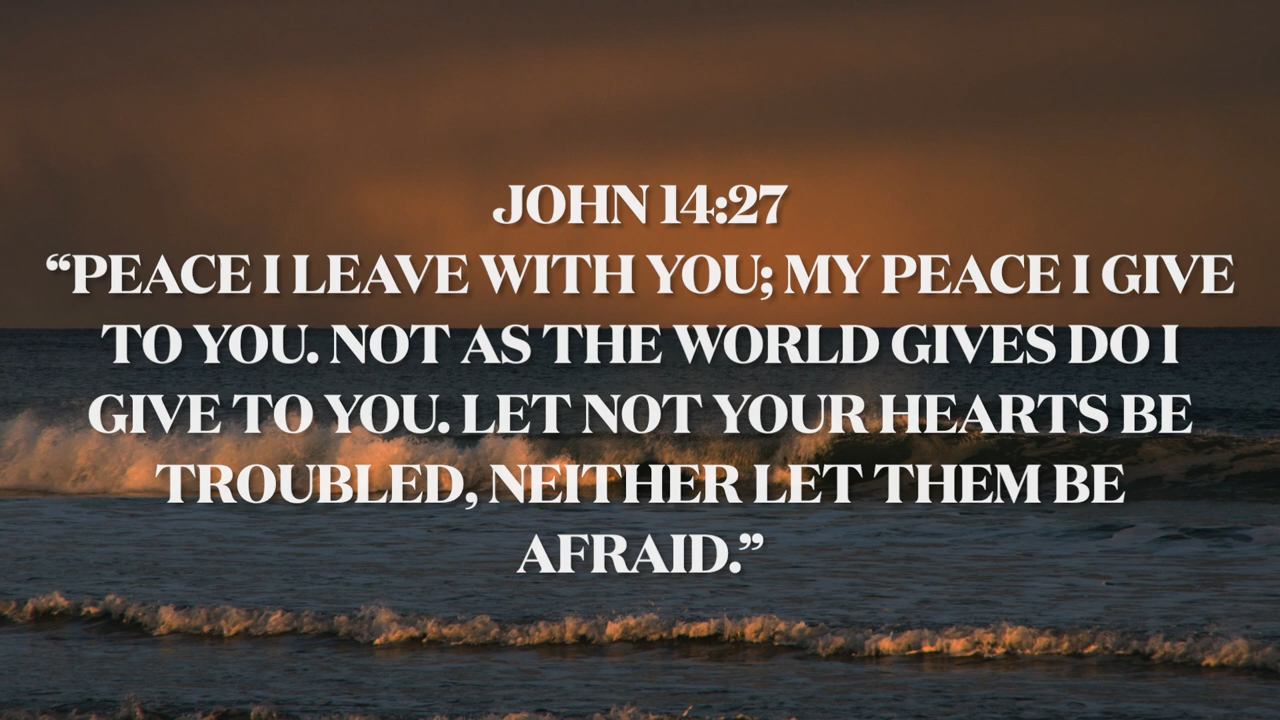 JOHN 14:27
“PEACE I LEAVE WITH YOU; MY PEACE I GIVE
TO YOU. NOT AS THE WORLD GIVES DO I
GIVE TO YOU. LET NOT YOUR HEARTS BE
TROUBLED, NEITHER LET THEM BE
AFRAID.”